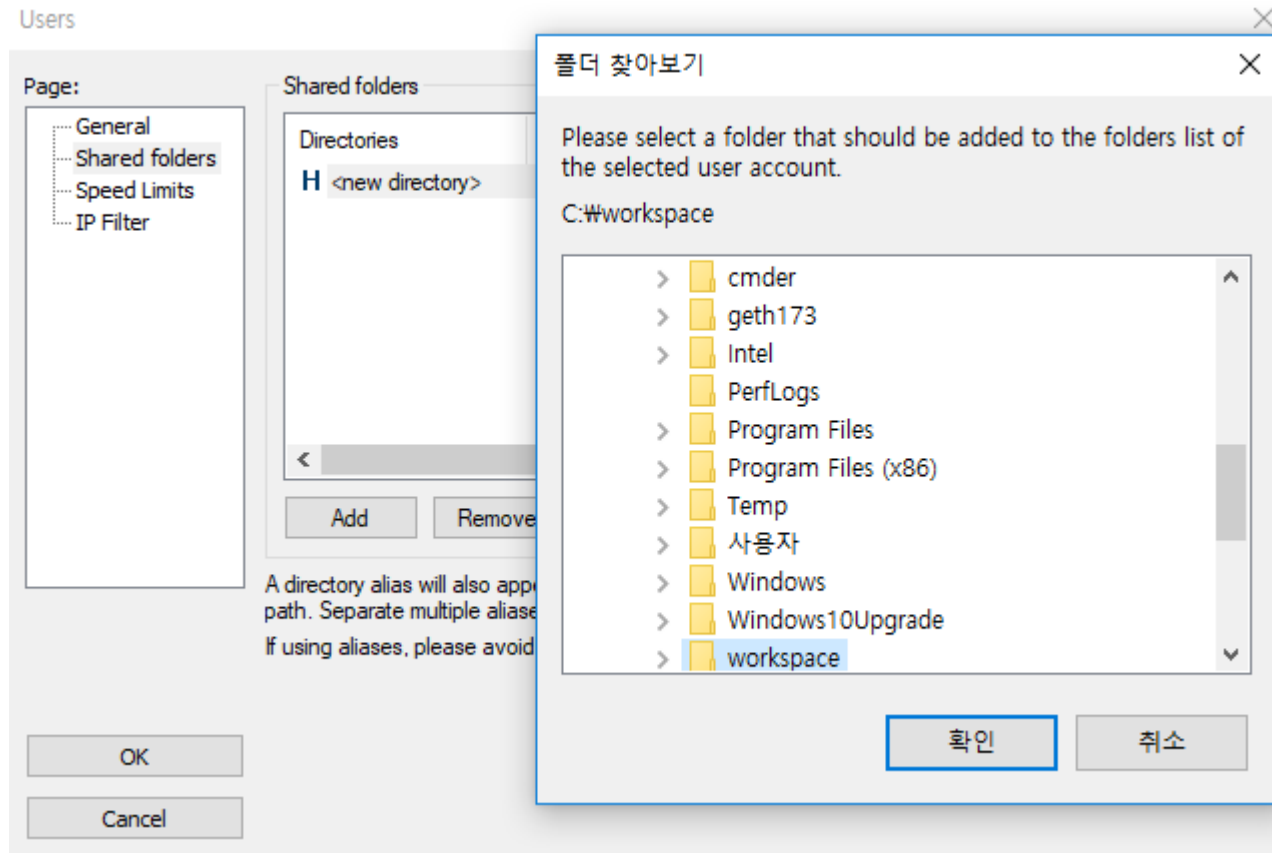 Users
Page:
General
Shared folders
Speed Limits
IP Filter
OK
Cancel
Shared folders
Directories
H <new directory>
Add
Remove
A directory alias will also
path. Separate multiple
If using aliases, please avoid
폴더 찾아보기
Please select a folder that should be added to the folders list of
the selected user account.
C:₩workspace
cmder
geth173
Intel
PerfLogs
Program Files
Program Files (x86)
Temp
사용자
Windows
Windows10Upgrade
workspace
확인
취소